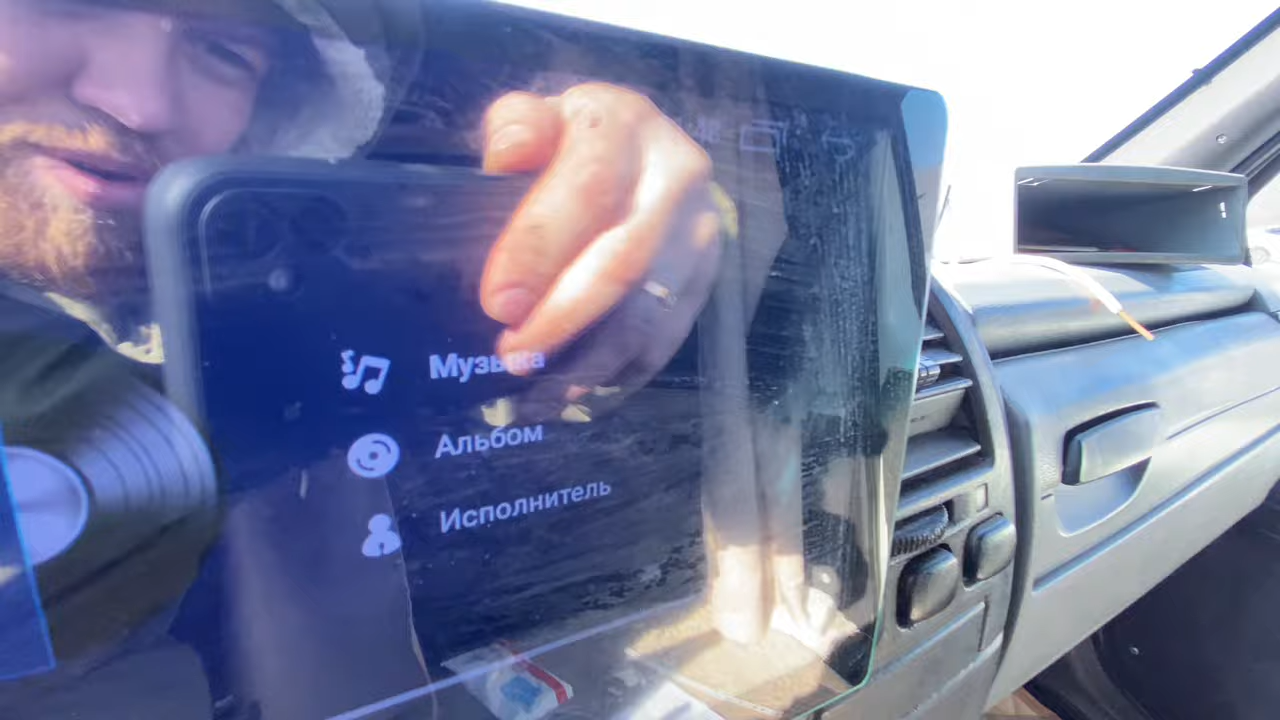 Музыка
Альбом
Исполнитель